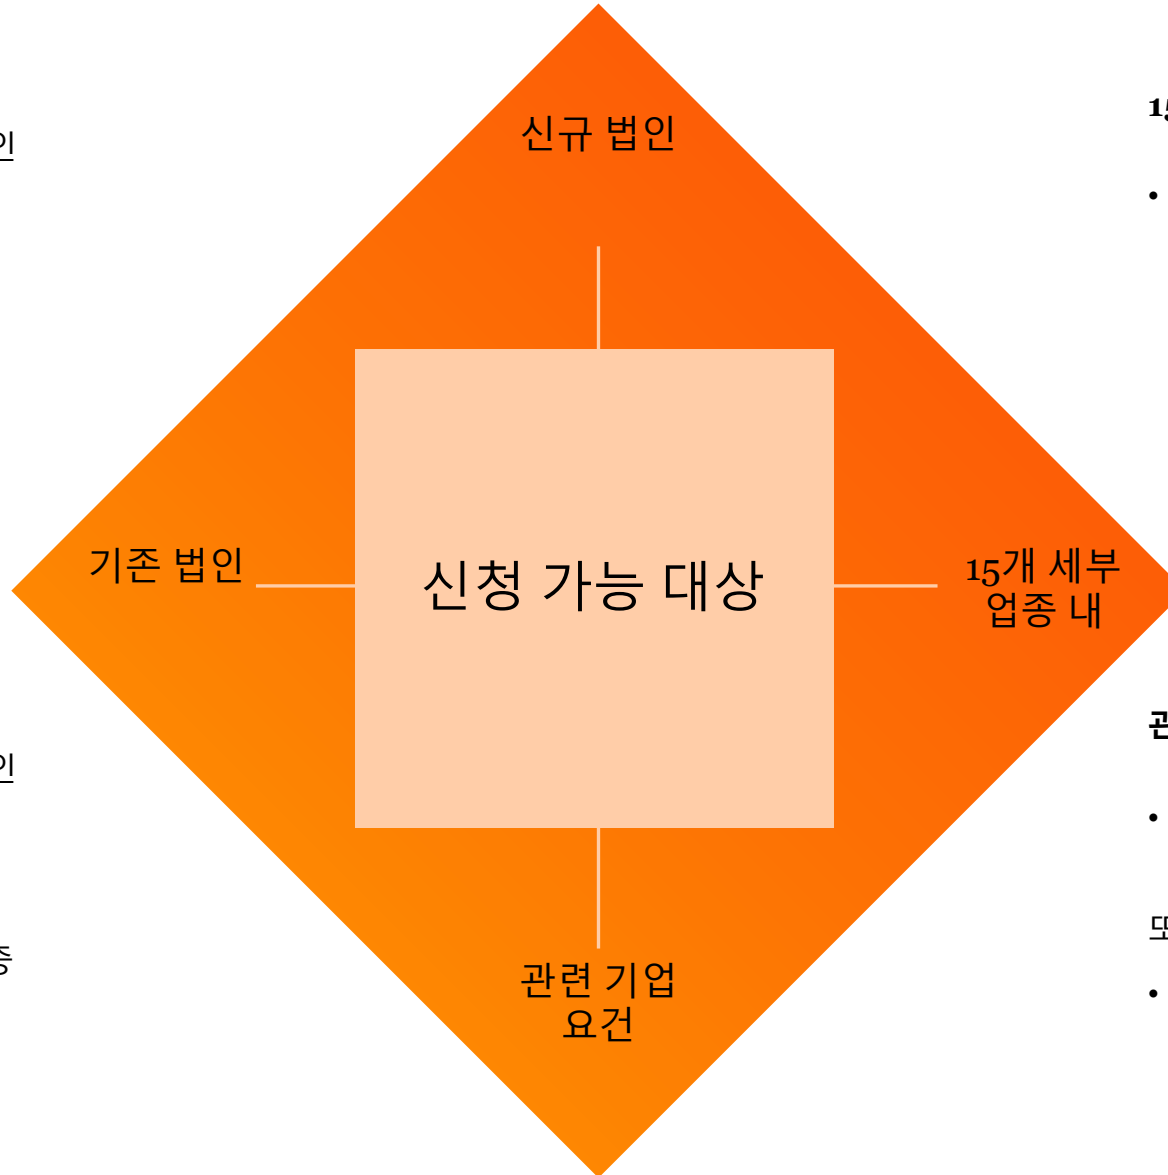 신규 법인
기존 법인
신청 가능 대상
15개 세부
업종 내
관련 기업
요건